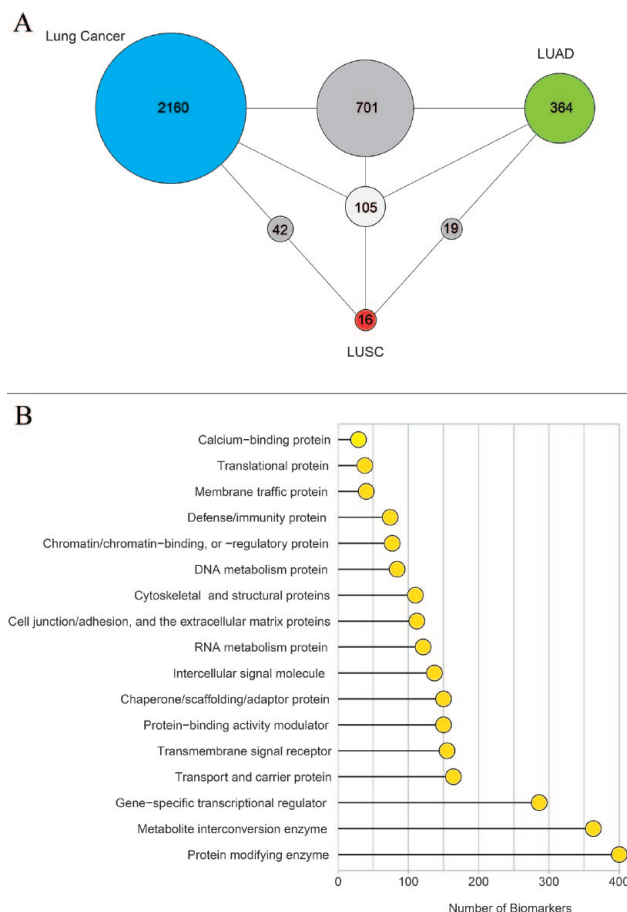 A
Lung Cancer
LUAD
2160
701
364
105
42
19
16
LUSC
B
Calcium-binding protein
Translational protein
Membrane traffic protein
Defense/immunity protein
Chromatin/chromatin-binding, or -regulatory protein
DNA metabolism protein
Cytoskeletal and structural proteins
Cell junction/adhesion, and the extracellular matrix proteins
RNA metabolism protein
Intercellular signal molecule
Chaperone/scaffolding/adaptor protein
Protein-binding activity modulator
Transmembrane signal receptor
Transport and carrier protein
Gene-specific transcriptional regulator
Metabolite interconversion enzyme
Protein modifying enzyme
0 100 200 300 400
Number of Biomarkers